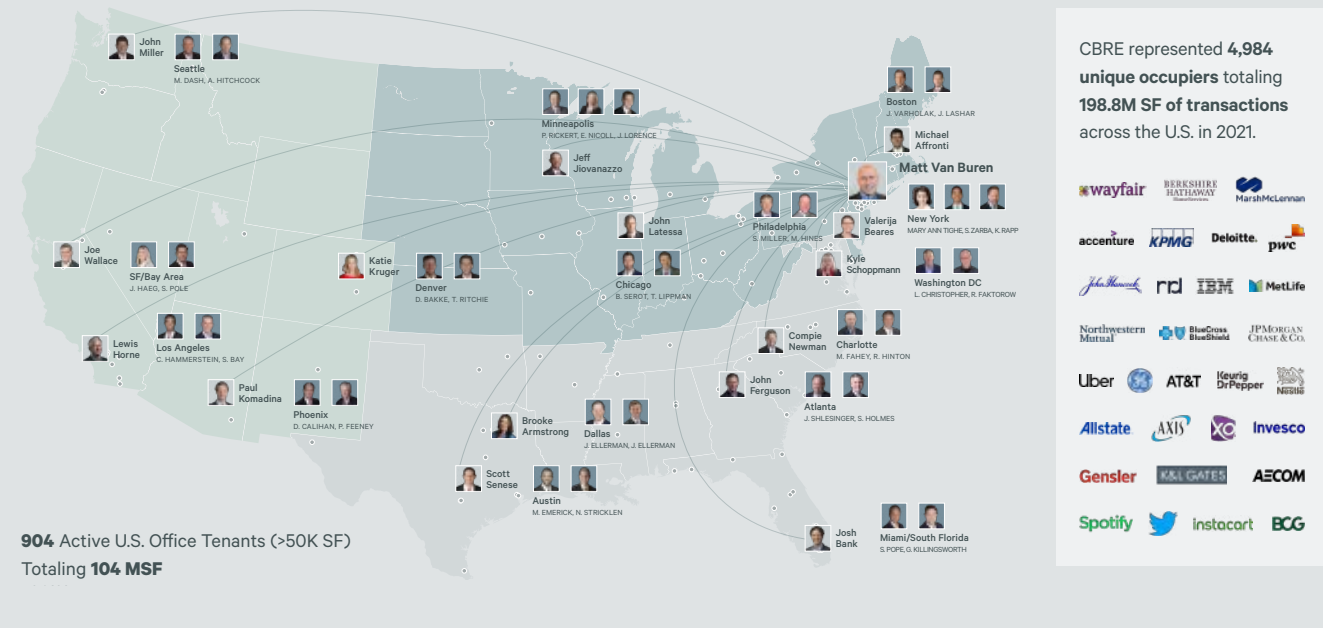 John
Miller
Seattle
M. DASH, A. HITCHCOCK
Minneapolis
P. RICKERT, E. NICOLL, J. LORENCE
Jeff
Jiovanazzo
Boston
J. VARHOLAK, J. LASHAR
Michael
Affronti
Matt Van Buren
New York
MARY ANN TIGHE, S. ZARBA, K. RAPP
Philadelphia
S. MILLER, M. HINES
Valerija
Beares
John
Latessa
Chicago
B. SEROT, T. LIPPMAN
Kyle
Schoppmann
Washington DC
L. CHRISTOPHER, R. FAKTOROW
Joe
Wallace
SF/Bay Area
J. HAEG, S. POLE
Katie
Kruger
Denver
D. BAKKE, T. RITCHIE
Lewis
Horne
Los Angeles
C. HAMMERSTEIN, S. BAY
Compie
Newman
Charlotte
M. FAHEY, R. HINTON
Paul
Komadina
Phoenix
D. CALIHAN, P. FEENEY
John
Ferguson
Atlanta
J. SHLESINGER, S. HOLMES
Brooke
Armstrong
Dallas
J. ELLERMAN, J. ELLERMAN
Scott
Senese
Austin
M. EMERICK, N. STRICKLEN
Josh
Bank
Miami/South Florida
S. POPE, G. KILLINGSWORTH
904 Active U.S. Office Tenants (>50K SF)
Totaling 104 MSF
CBRE represented 4,984
unique occupiers totaling
198.8M SF of transactions
across the U.S. in 2021.
wayfair
BERKSHIRE
HATHAWAY
HomeServices
MarshMcLennan
accenture
KPMG
Deloitte.
pwc
John Hancock
rrd
IBM
MetLife
Northwestern
Mutual
BlueCross
BlueShield
JPMORGAN
CHASE & CO.
Uber
GE
AT&T
Keurig
DrPepper
Nestlé
Allstate
AXIS
XO
Invesco
Gensler
K&L GATES
AECOM
Spotify
instacart
BCG